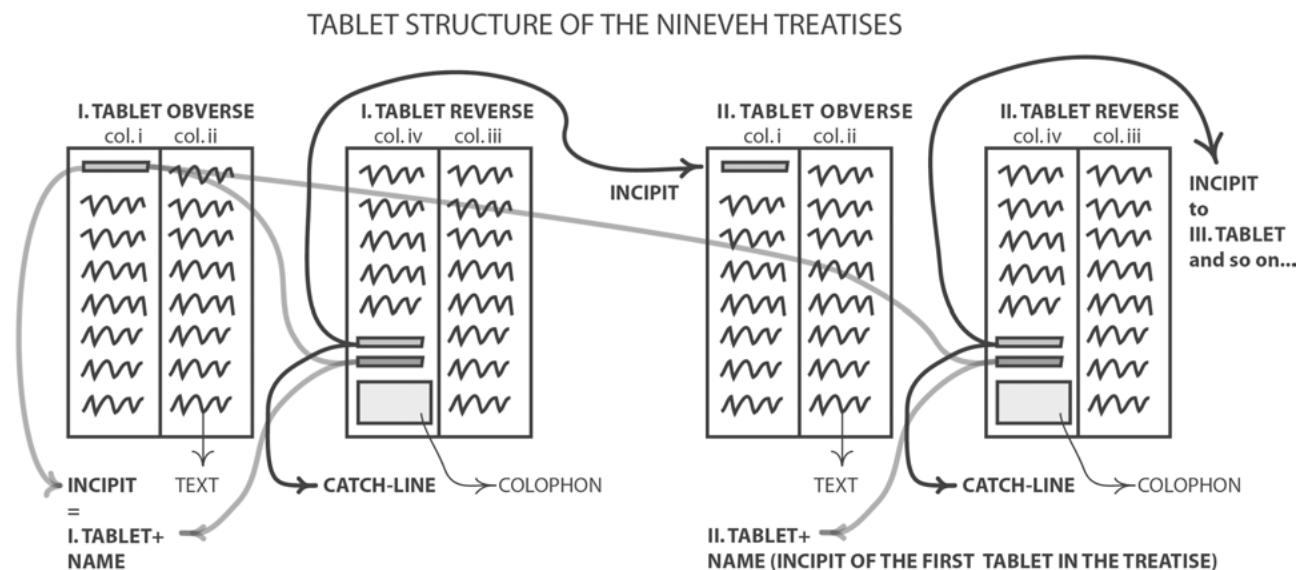 TABLET STRUCTURE OF THE NINEVEH TREATISES
I. TABLET OBVERSE
col. i
col. ii
I. TABLET REVERSE
col. iv
col. iii
INCIPIT
II. TABLET OBVERSE
col. i
col. ii
II. TABLET REVERSE
col. iv
col. iii
INCIPIT
to
III. TABLET
and so on...
INCIPIT
=
I. TABLET+
NAME
TEXT
CATCH-LINE
COLOPHON
TEXT
CATCH-LINE
COLOPHON
II. TABLET+
NAME (INCIPIT OF THE FIRST TABLET IN THE TREATISE)